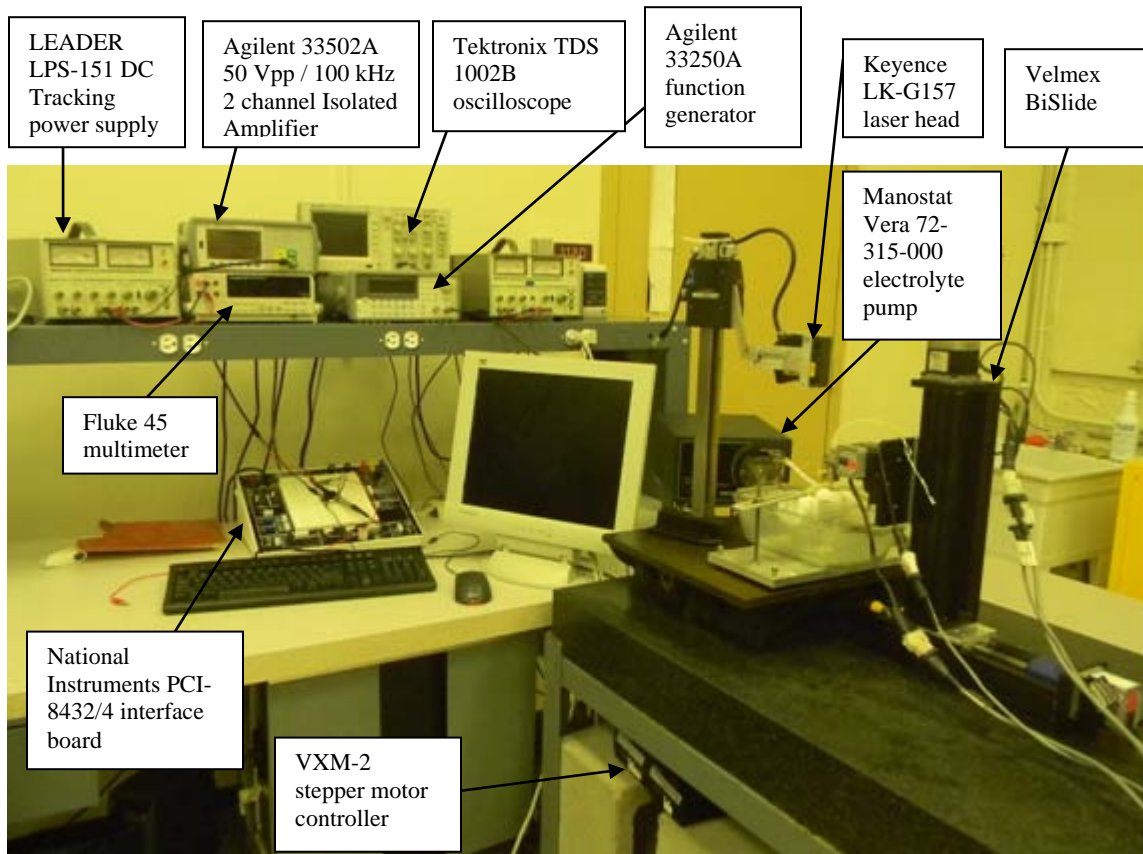 LEADER
LPS-151 DC
Tracking
power supply
Agilent 33502A
50 Vpp / 100 kHz
2 channel Isolated
Amplifier
Tektronix TDS
1002B
oscilloscope
Agilent
33250A
function
generator
Keyence
LK-G157
laser head
Velmex
BiSlide
Manostat
Vera 72-
315-000
electrolyte
pump
Fluke 45
multimeter
National
Instruments PCI-
8432/4 interface
board
VXM-2
stepper motor
controller